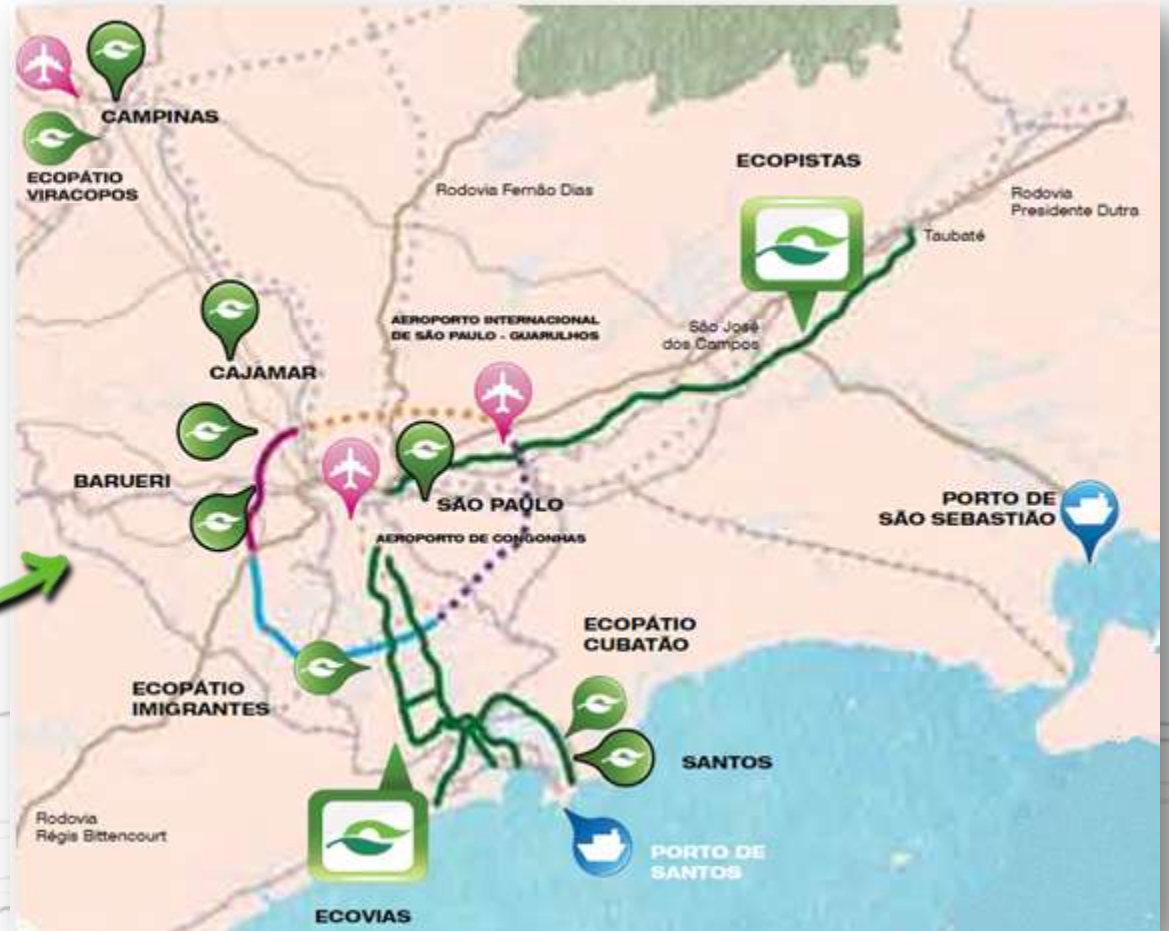 CAMPINAS
ECOPÁTIO
VIRACOPOS
Rodovia Fernão Dias
ECOPISTAS
Rodovia
Presidente Dutra
Taubaté
AEROPORTO INTERNACIONAL
DE SÃO PAULO - GUARULHOS
São José
dos Campos
CAJAMAR
BARUERI
SÃO PAULO
AEROPORTO DE CONGONHAS
PORTO DE
SÃO SEBASTIÃO
ECOPÁTIO
CUBATÃO
ECOPÁTIO
IMIGRANTES
SANTOS
Rodovia
Régis Bittencourt
PORTO DE
SANTOS
ECOVIAS